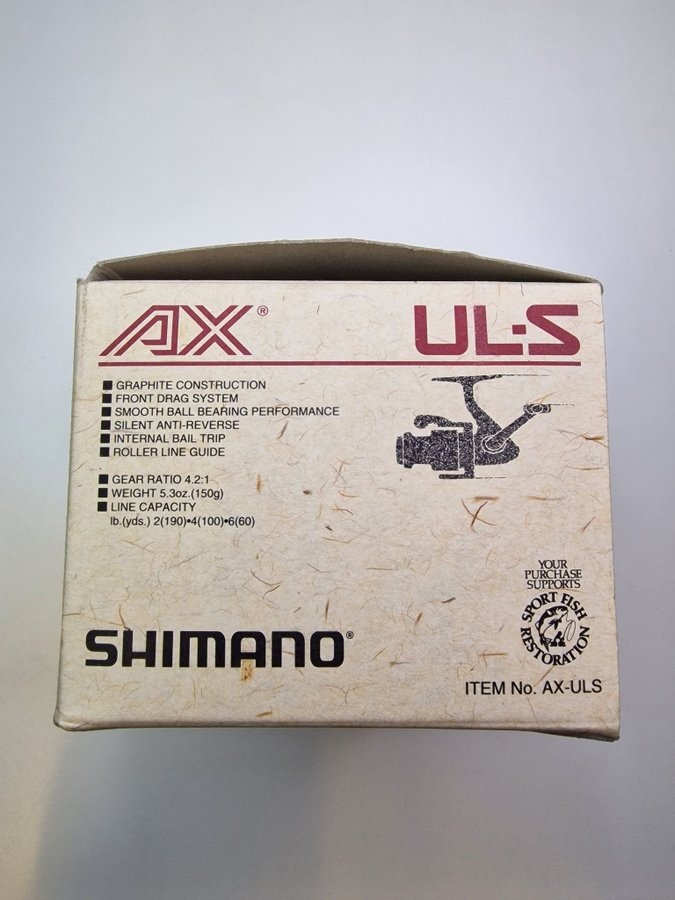 AX®
UL-S
■ GRAPHITE CONSTRUCTION
■ FRONT DRAG SYSTEM
■ SMOOTH BALL BEARING PERFORMANCE
■ SILENT ANTI-REVERSE
■ INTERNAL BAIL TRIP
■ ROLLER LINE GUIDE
■ GEAR RATIO 4.2:1
■ WEIGHT 5.3oz.(150g)
■ LINE CAPACITY
lb.(yds.) 2(190)•4(100)•6(60)
YOUR
PURCHASE
SUPPORTS
SPORT FISH
RESTORATION
SHIMANO®
ITEM No. AX-ULS